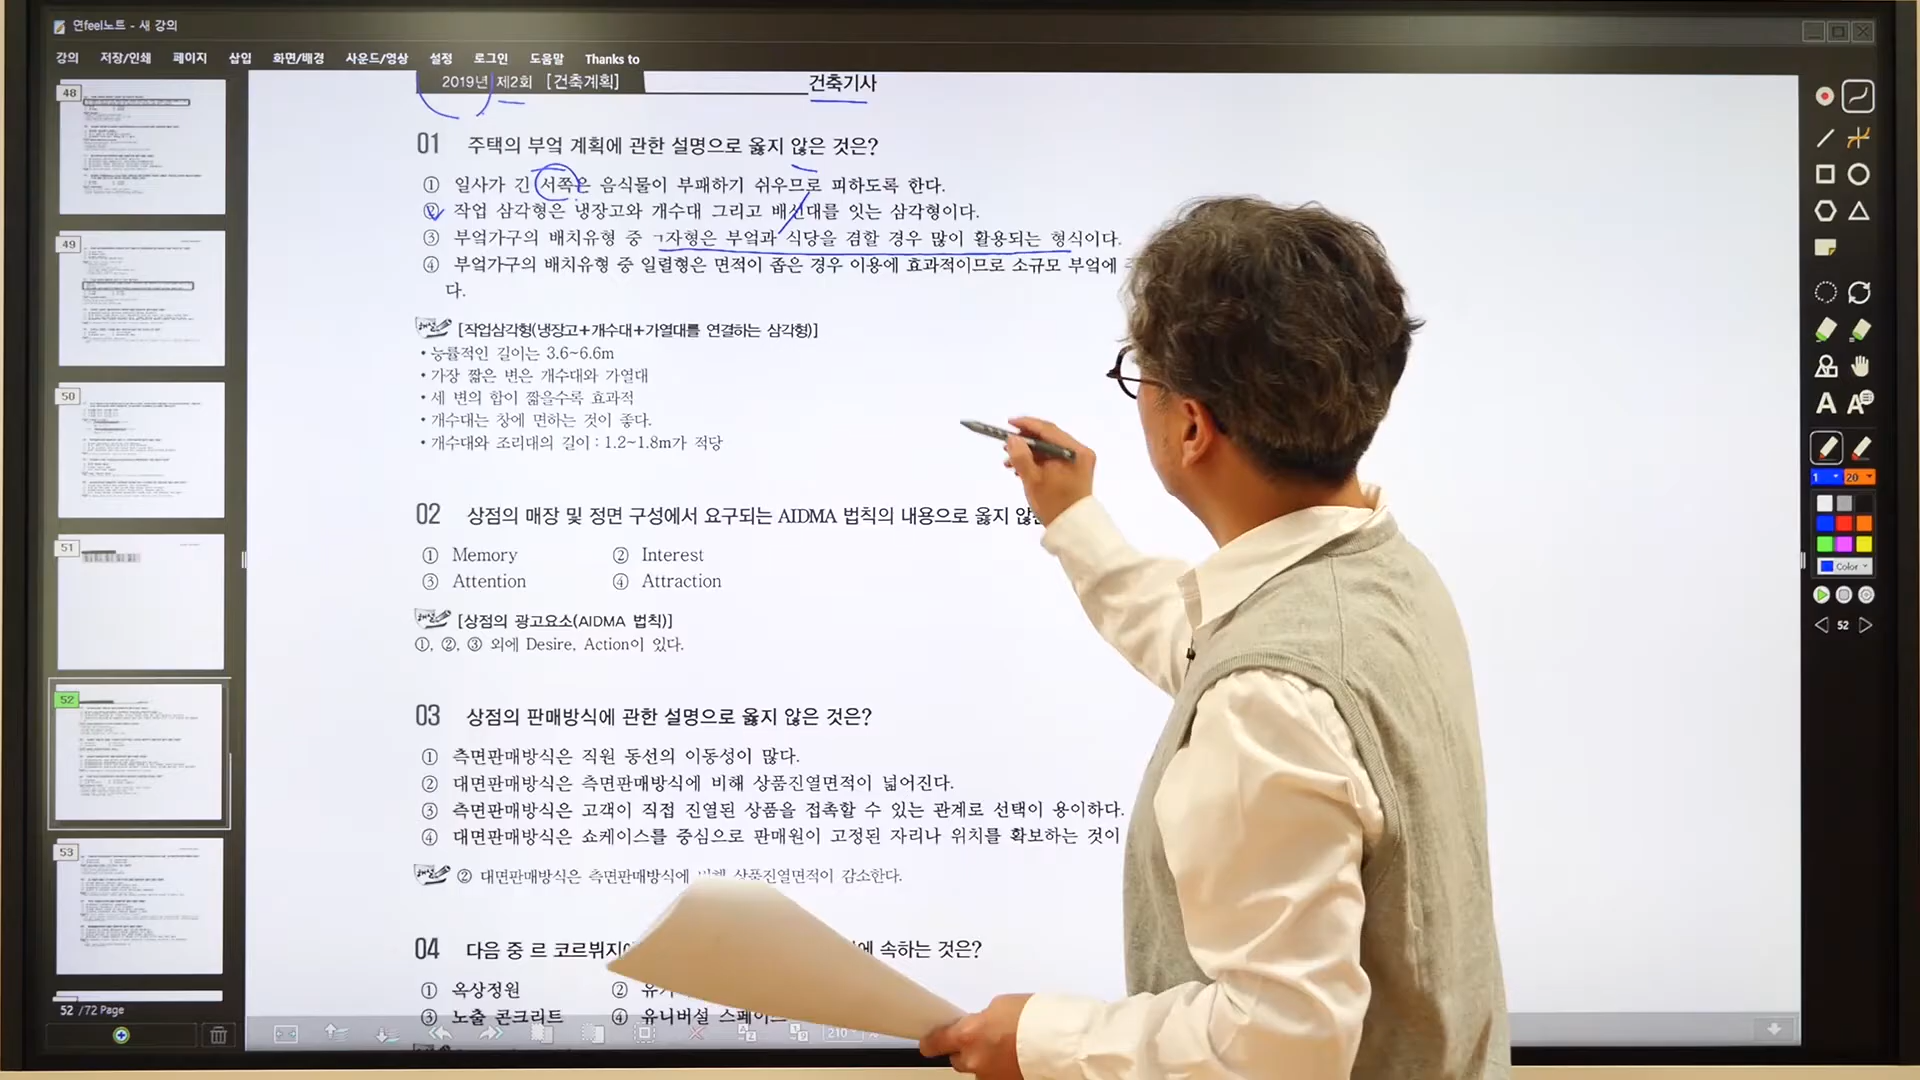 연feel노트 - 새 강의
강의 저장/인쇄 페이지 삽입 화면/배경 사운드/영상 설정 로그인 도움말 Thanks to
2019년 제2회 [건축계획] 건축기사
01 주택의 부엌 계획에 관한 설명으로 옳지 않은 것은?
① 일사가 긴 서쪽은 음식물이 부패하기 쉬우므로 피하도록 한다.
② 작업 삼각형은 냉장고와 개수대 그리고 배선대를 잇는 삼각형이다.
③ 부엌가구의 배치유형 중 ㄱ자형은 부엌과 식당을 겸할 경우 많이 활용되는 형식이다.
④ 부엌가구의 배치유형 중 일렬형은 면적이 좁은 경우 이용에 효과적이므로 소규모 부엌에
다.
해설 [작업삼각형(냉장고+개수대+가열대를 연결하는 삼각형)]
• 능률적인 길이는 3.6~6.6m
• 가장 짧은 변은 개수대와 가열대
• 세 변의 합이 짧을수록 효과적
• 개수대는 창에 면하는 것이 좋다.
• 개수대와 조리대의 길이 : 1.2~1.8m가 적당
02 상점의 매장 및 정면 구성에서 요구되는 AIDMA 법칙의 내용으로 옳지
① Memory ② Interest
③ Attention ④ Attraction
해설 [상점의 광고요소(AIDMA 법칙)]
①, ②, ③ 외에 Desire, Action이 있다.
03 상점의 판매방식에 관한 설명으로 옳지 않은 것은?
① 측면판매방식은 직원 동선의 이동성이 많다.
② 대면판매방식은 측면판매방식에 비해 상품진열면적이 넓어진다.
③ 측면판매방식은 고객이 직접 진열된 상품을 접촉할 수 있는 관계로 선택이 용이하다.
④ 대면판매방식은 쇼케이스를 중심으로 판매원이 고정된 자리나 위치를 확보하는 것이
해설 ② 대면판매방식은 측면판매방식에 비해 상품진열면적이 감소한다.
04 다음 중 르 코르뷔지에 속하는 것은?
① 옥상정원 ②
③ 노출 콘크리트 ④ 유니버설 스페이스
48
49
50
51
52
53
52 /72 Page
210
A
A
1 20
Color
52